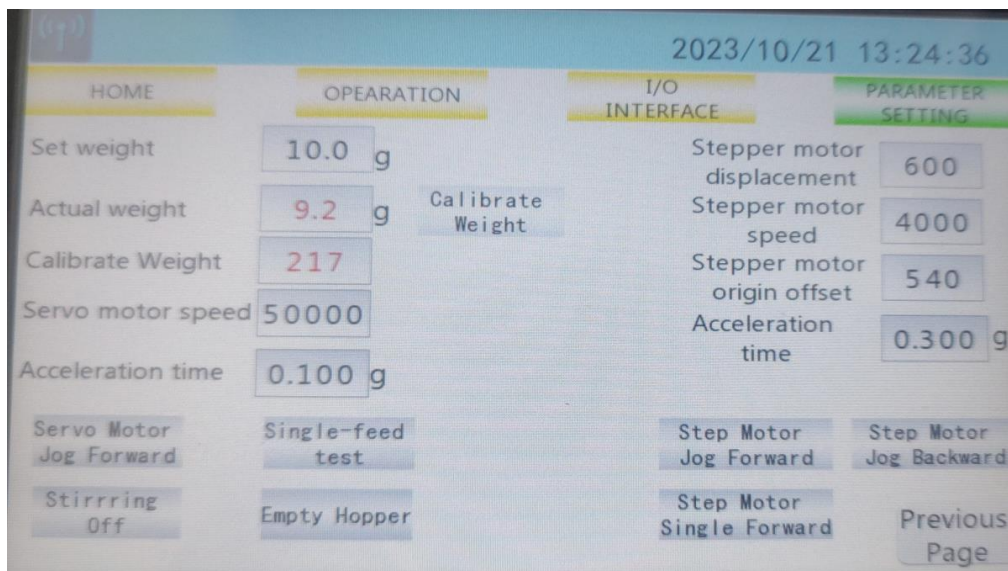 2023/10/21 13:24:36
HOME
OPEARATION
I/O
INTERFACE
PARAMETER
SETTING
Set weight 10.0 g
Actual weight 9.2 g
Calibrate
Weight
Calibrate Weight 217
Servo motor speed 50000
Acceleration time 0.100 g
Stepper motor
displacement 600
Stepper motor
speed 4000
Stepper motor
origin offset 540
Acceleration
time 0.300 g
Servo Motor
Jog Forward
Single-feed
test
Step Motor
Jog Forward
Step Motor
Jog Backward
Stirrring
Off
Empty Hopper
Step Motor
Single Forward
Previous
Page